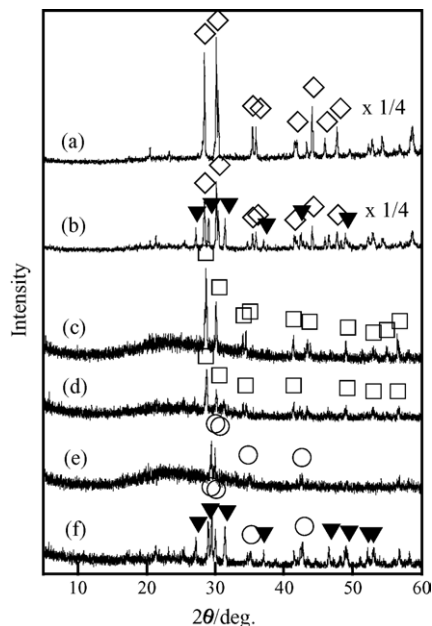 (a)
x 1/4
(b)
x 1/4
(c)
(d)
(e)
(f)
Intensity
10 20 30 40 50 60
2θ/deg.